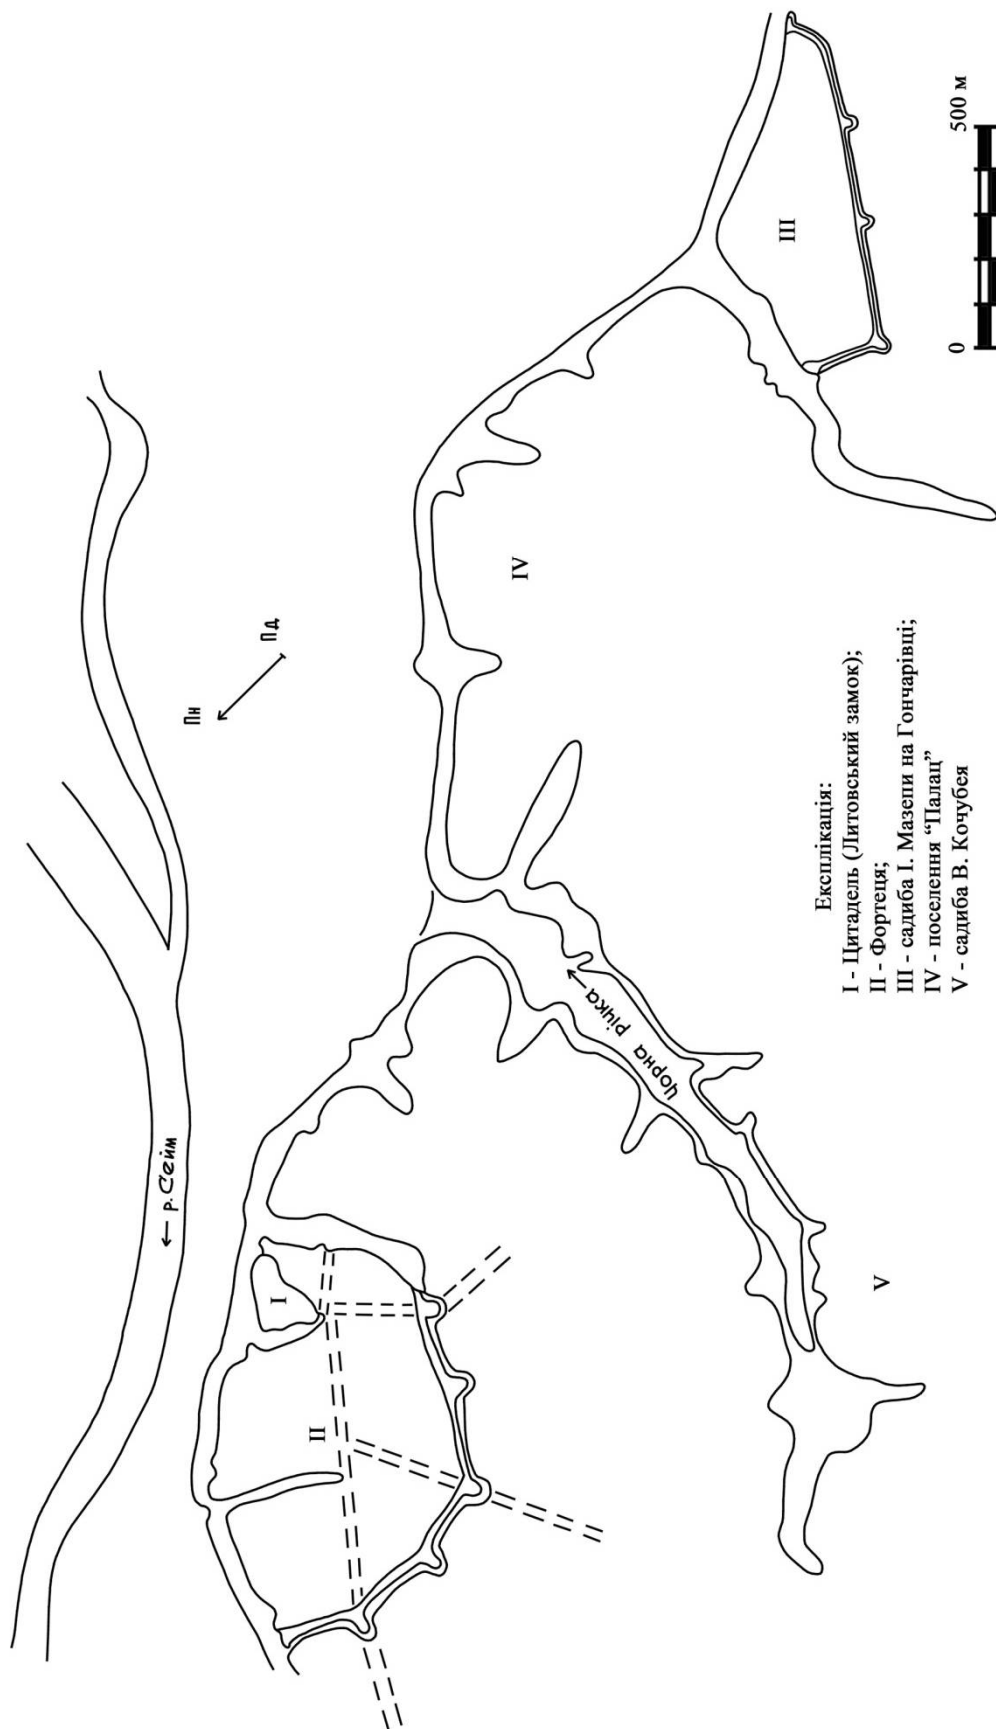 р. Сейм
Пн
Пд
Чорна річка
I
II
III
IV
V
0
500 м
Експлікація:
I - Цитадель (Литовський замок);
II - Фортеця;
III - садиба І. Мазепи на Гончарівці;
IV - поселення “Палац”
V - садиба В. Кочубея